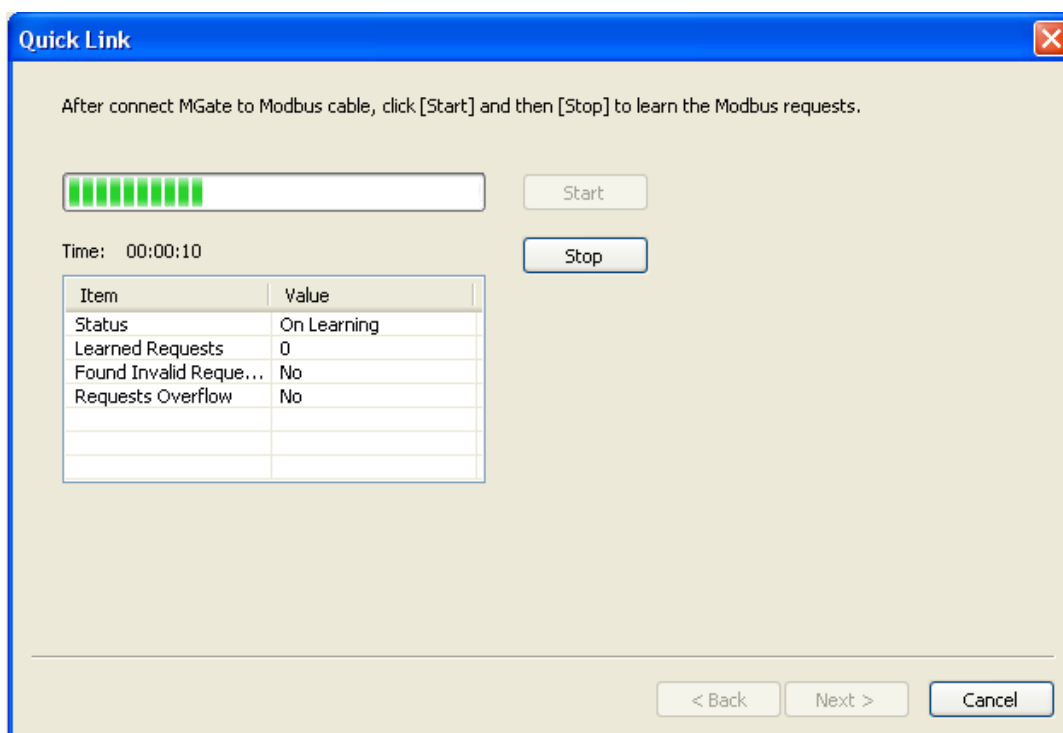 Quick Link
After connect MGate to Modbus cable, click [Start] and then [Stop] to learn the Modbus requests.
Start
Time: 00:00:10
Stop
Item Value
Status On Learning
Learned Requests 0
Found Invalid Reque... No
Requests Overflow No
< Back Next > Cancel